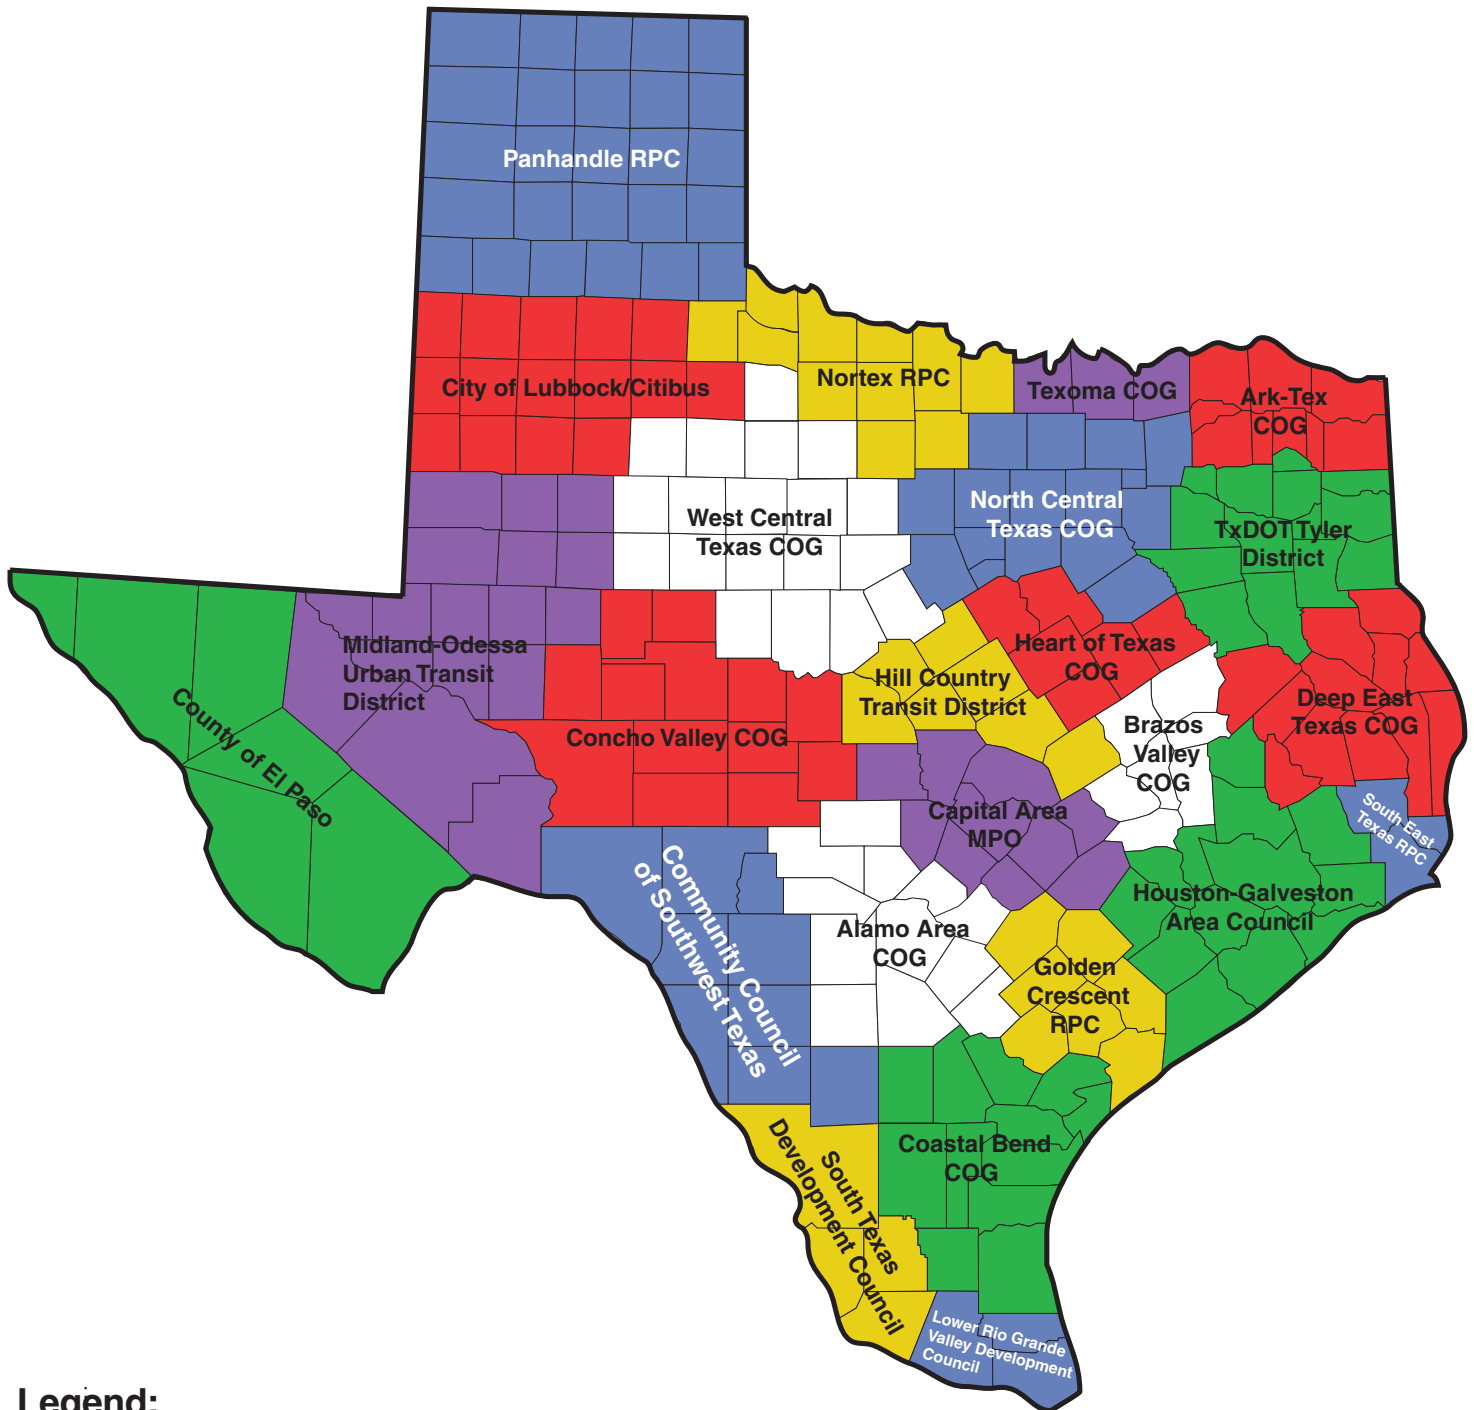 Panhandle RPC
City of Lubbock/Citibus
Nortex RPC
Texoma COG
Ark-Tex
COG
West Central
Texas COG
North Central
Texas COG
TxDOT Tyler
District
Midland-Odessa
Urban Transit
District
County of El Paso
Concho Valley COG
Hill Country
Transit District
Heart of Texas
COG
Brazos
Valley
COG
Deep East
Texas COG
South East
Texas RPC
Capital Area
MPO
Houston-Galveston
Area Council
Community Council
of Southwest Texas
Alamo Area
COG
Golden
Crescent
RPC
Coastal Bend
COG
South Texas
Development Council
Lower Rio Grande
Valley Development
Council
Legend: